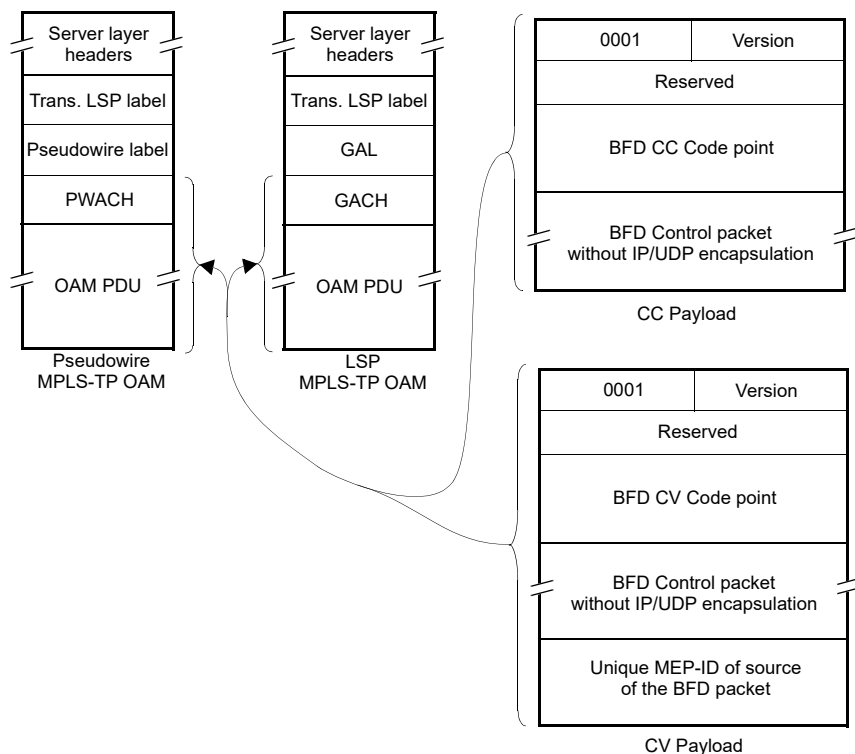 Server layer
headers
Trans. LSP label
Pseudowire label
PWACH
OAM PDU
Pseudowire
MPLS-TP OAM
Server layer
headers
Trans. LSP label
GAL
GACH
OAM PDU
LSP
MPLS-TP OAM
0001
Version
Reserved
BFD CC Code point
BFD Control packet
without IP/UDP encapsulation
CC Payload
0001
Version
Reserved
BFD CV Code point
BFD Control packet
without IP/UDP encapsulation
Unique MEP-ID of source
of the BFD packet
CV Payload